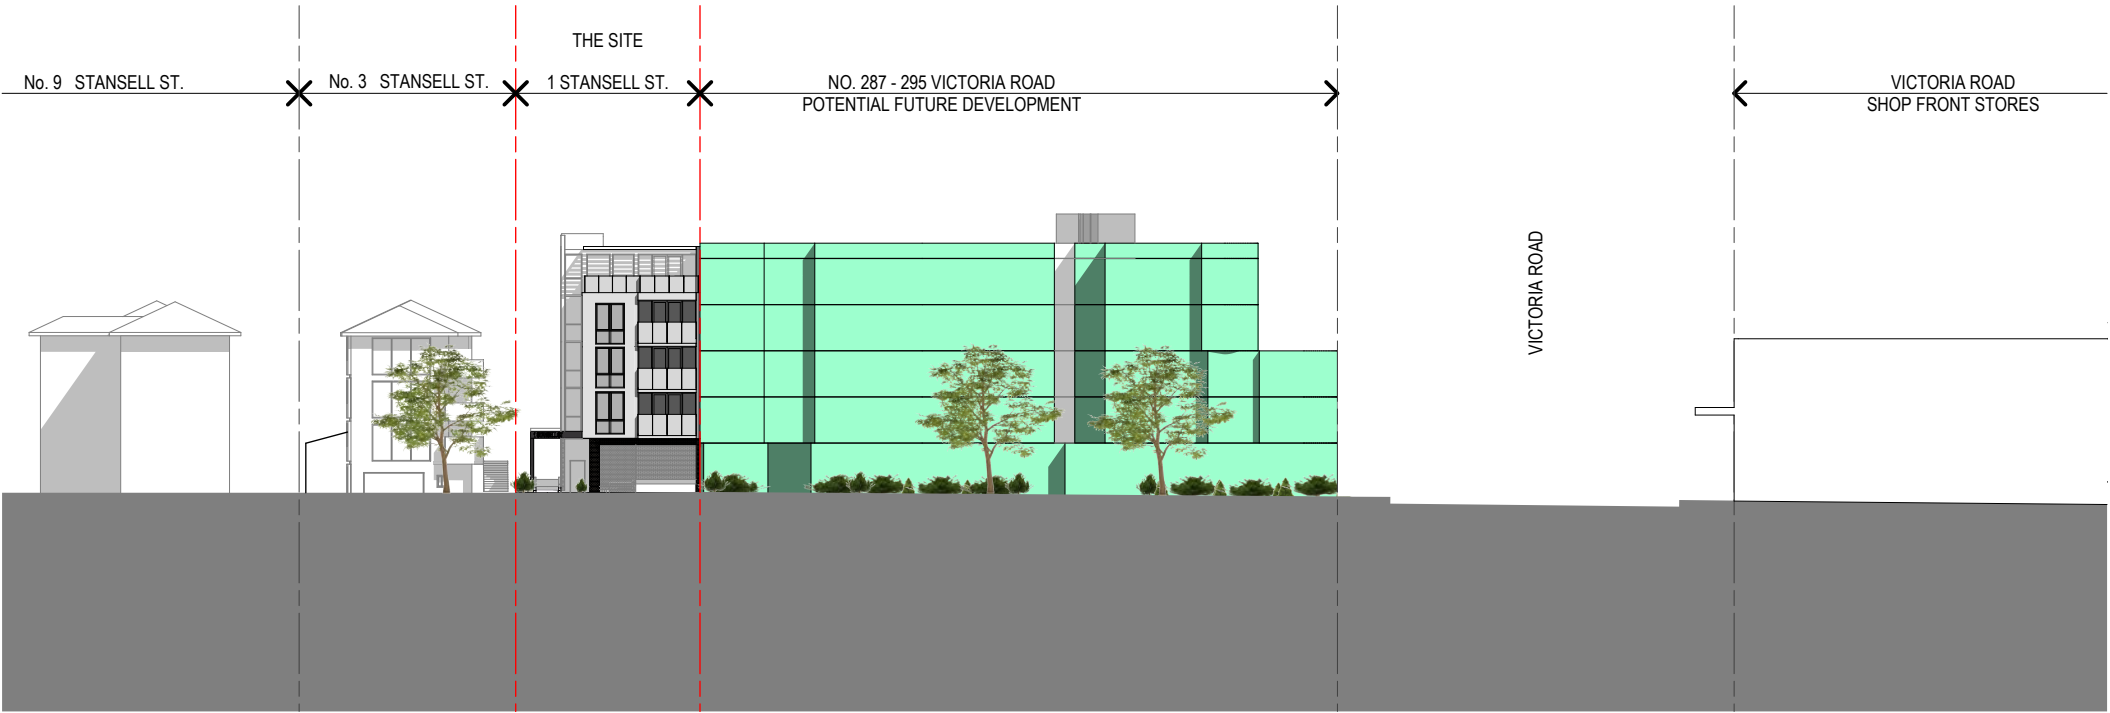 THE SITE
No. 9 STANSELL ST.
No. 3 STANSELL ST.
1 STANSELL ST.
NO. 287 - 295 VICTORIA ROAD
POTENTIAL FUTURE DEVELOPMENT
VICTORIA ROAD
SHOP FRONT STORES
VICTORIA ROAD